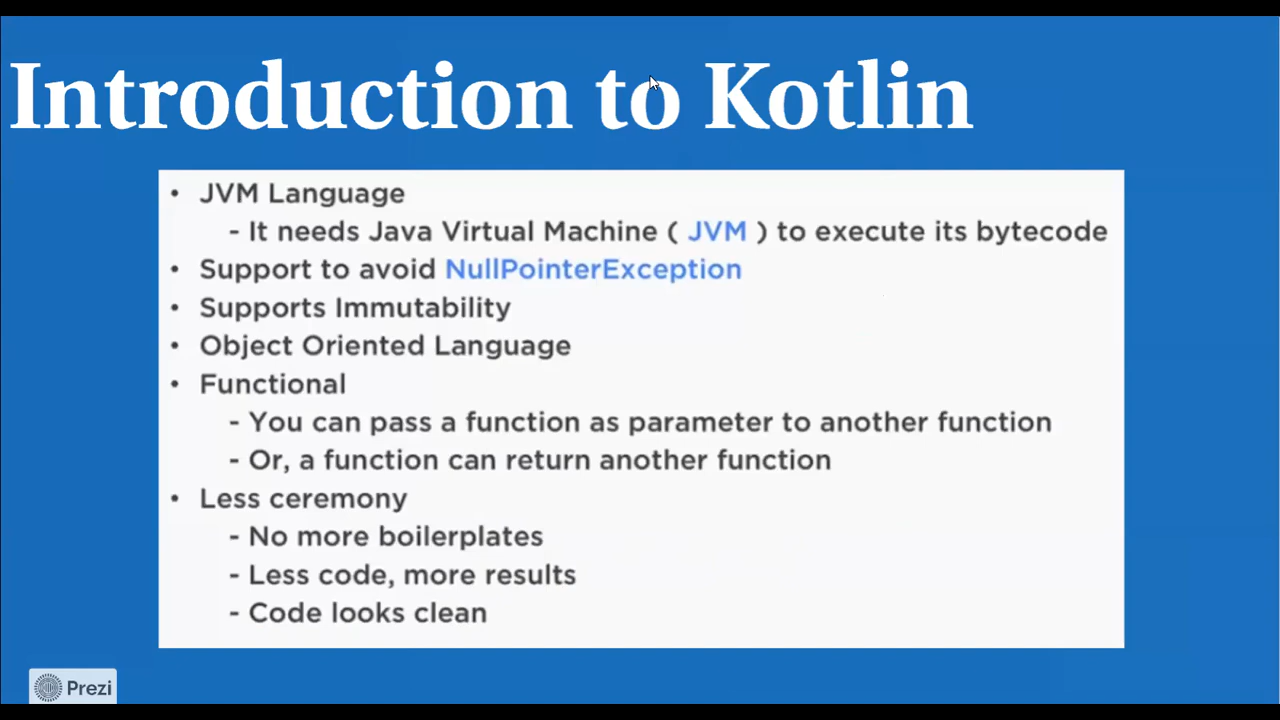 Introduction to Kotlin
• JVM Language
- It needs Java Virtual Machine ( JVM ) to execute its bytecode
• Support to avoid NullPointerException
• Supports Immutability
• Object Oriented Language
• Functional
- You can pass a function as parameter to another function
- Or, a function can return another function
• Less ceremony
- No more boilerplates
- Less code, more results
- Code looks clean
Prezi